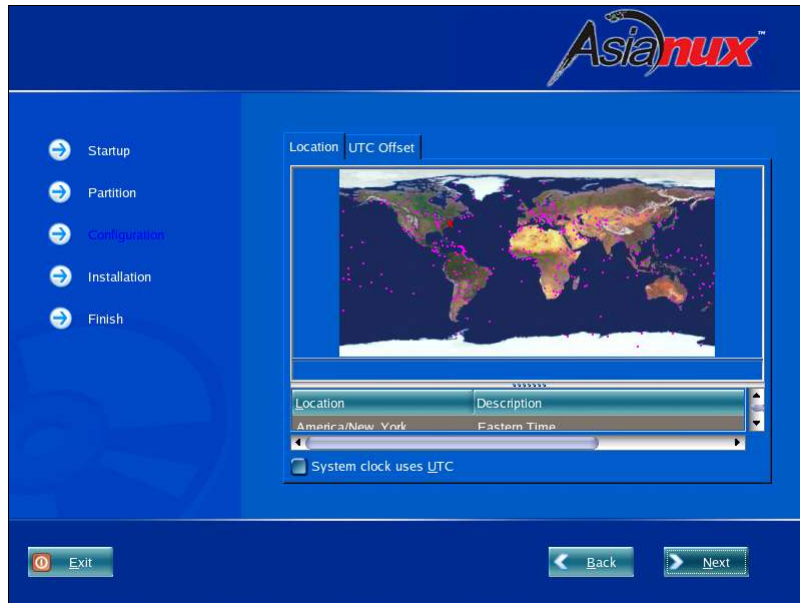 Asianux™
Startup
Partition
Configuration
Installation
Finish
Location UTC Offset
Location Description
America/New_York Eastern Time
System clock uses UTC
Exit Back Next